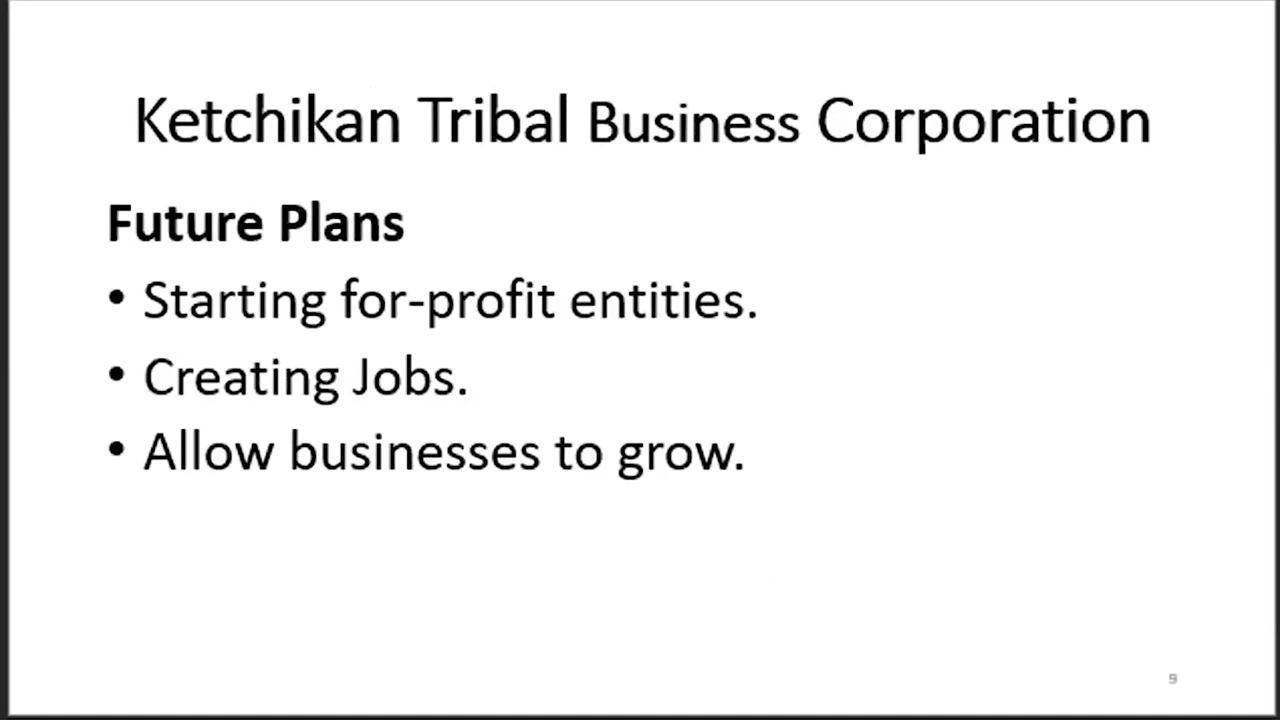 Ketchikan Tribal Business Corporation
Future Plans
• Starting for-profit entities.
• Creating Jobs.
• Allow businesses to grow.
9